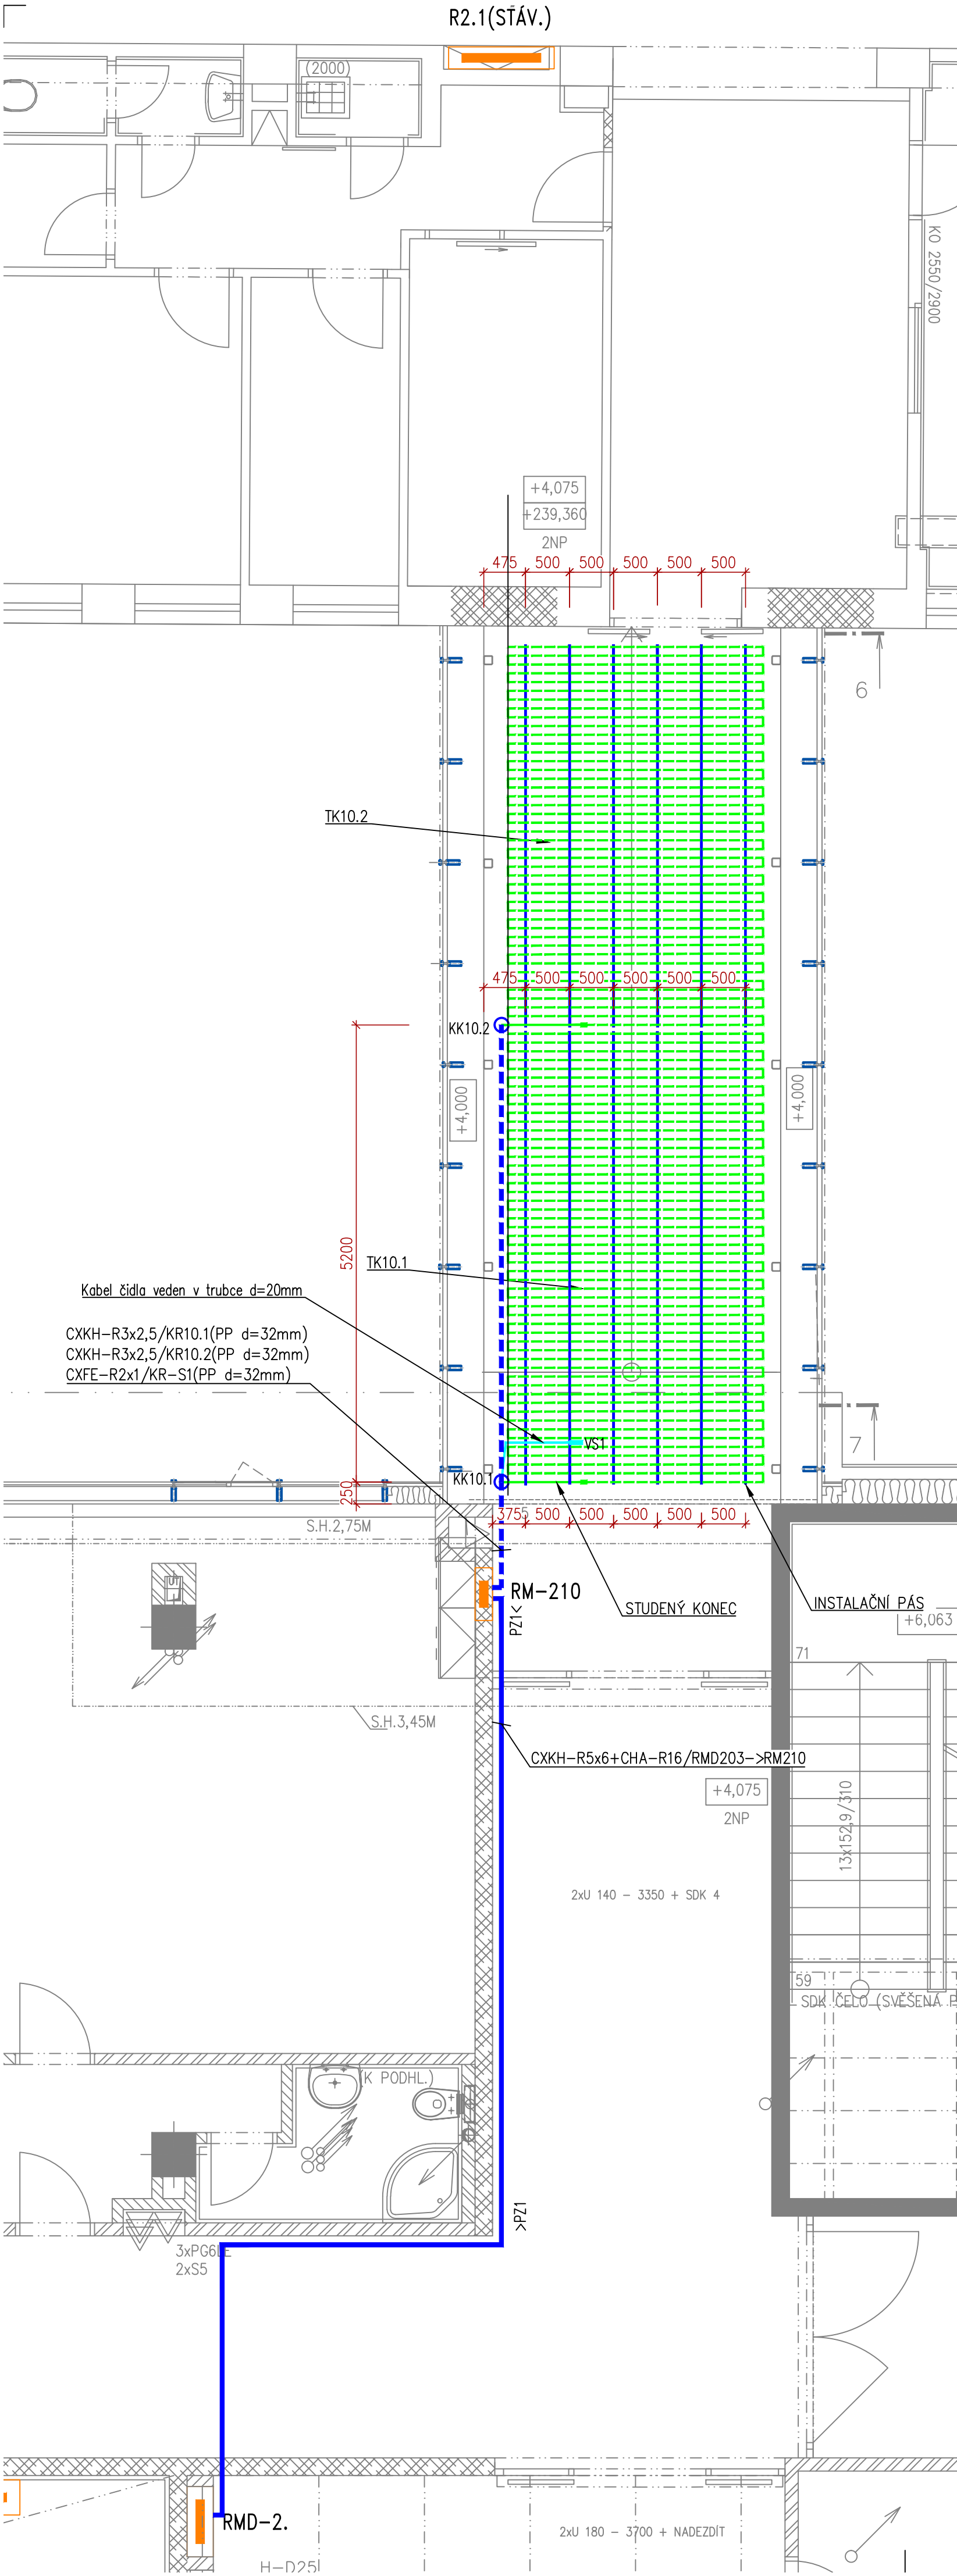 R2.1(STÁV.)
(2000)
KO 2550/2900
+4,075
+239,360
2NP
475 500 500 500 500 500
6
TK10.2
475 500 500 500 500 500
KK10.2
+4,000
+4,000
5200
TK10.1
Kabel čidla veden v trubce d=20mm
CXKH-R3x2,5/KR10.1(PP d=32mm)
CXKH-R3x2,5/KR10.2(PP d=32mm)
CXFE-R2x1/KR-S1(PP d=32mm)
7
VS1
KK10.1
250
375 500 500 500 500 500
S.H.2,75M
UT
RM-210
PZ1<
STUDENÝ KONEC
INSTALAČNÍ PÁS
+6,063
71
S.H.3,45M
CXKH-R5x6+CHA-R16/RMD203->RM210
+4,075
2NP
13x152,9/310
2xU 140 - 3350 + SDK 4
59
SDK ČELO (SVĚŠENÁ P
(K PODHL.)
>PZ1
3xPG6LE
2xS5
RMD-2.
2xU 180 - 3700 + NADEZDÍT
H-D25